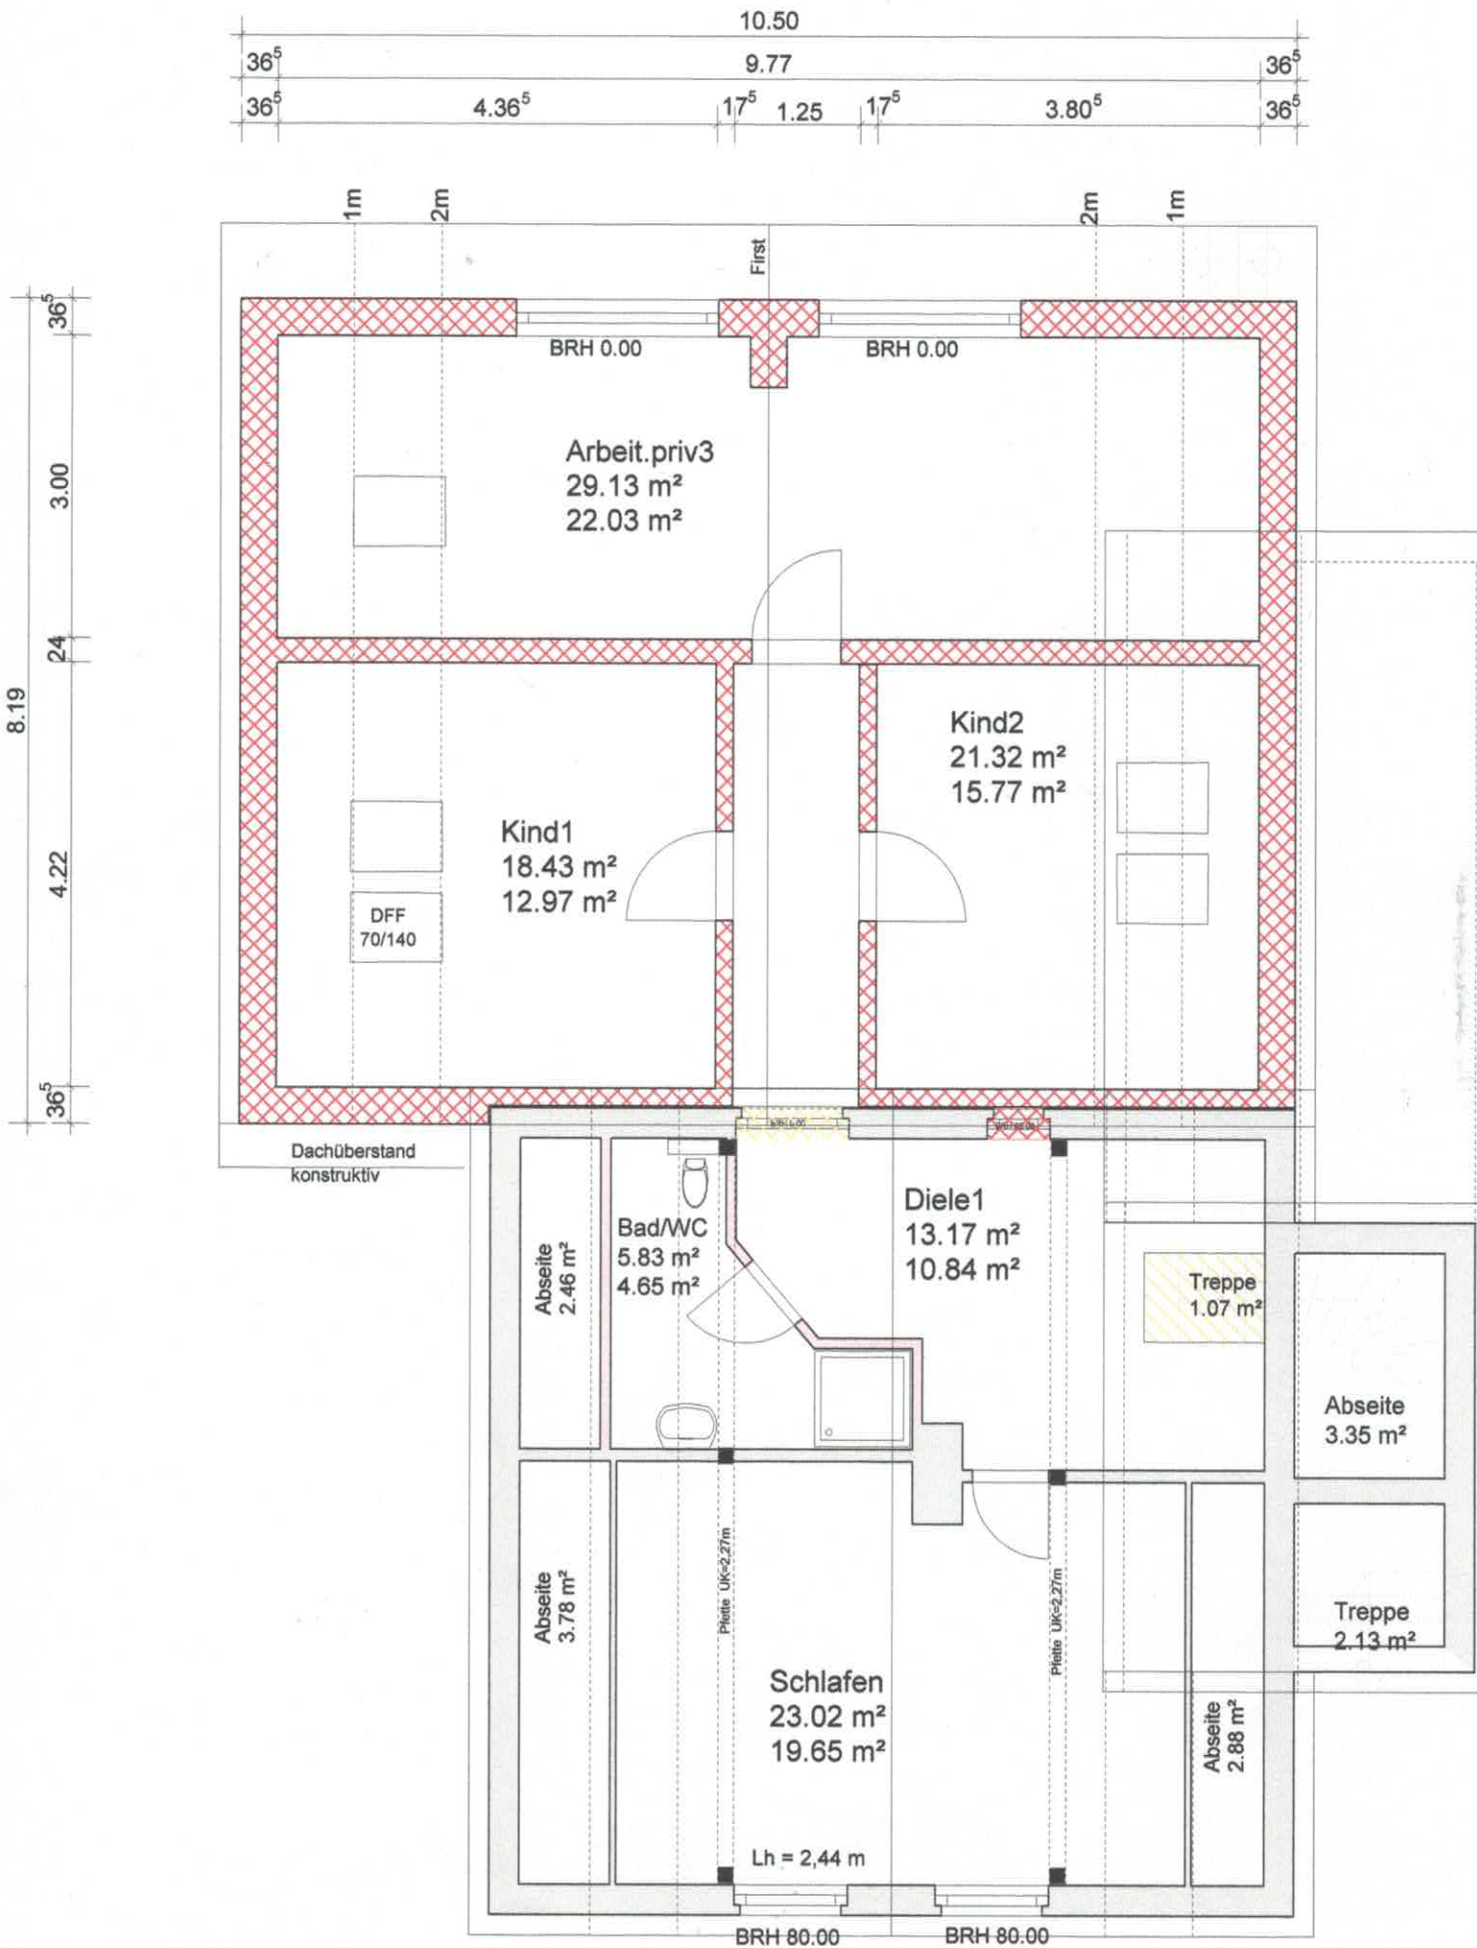 10.50
36⁵ 9.77 36⁵
36⁵ 4.36⁵ 17⁵ 1.25 17⁵ 3.80⁵ 36⁵
1m
2m
First
2m
1m
36⁵
3.00
24
4.22
36⁵
8.19
BRH 0.00
BRH 0.00
Arbeit.priv3
29.13 m²
22.03 m²
Kind2
21.32 m²
15.77 m²
Kind1
18.43 m²
12.97 m²
DFF
70/140
Dachüberstand
konstruktiv
Abseite
2.46 m²
Bad/WC
5.83 m²
4.65 m²
Diele1
13.17 m²
10.84 m²
Treppe
1.07 m²
Abseite
3.35 m²
Abseite
3.78 m²
Pfette UK=2,27m
Pfette UK=2,27m
Treppe
2.13 m²
Schlafen
23.02 m²
19.65 m²
Abseite
2.88 m²
Lh = 2,44 m
BRH 80.00
BRH 80.00